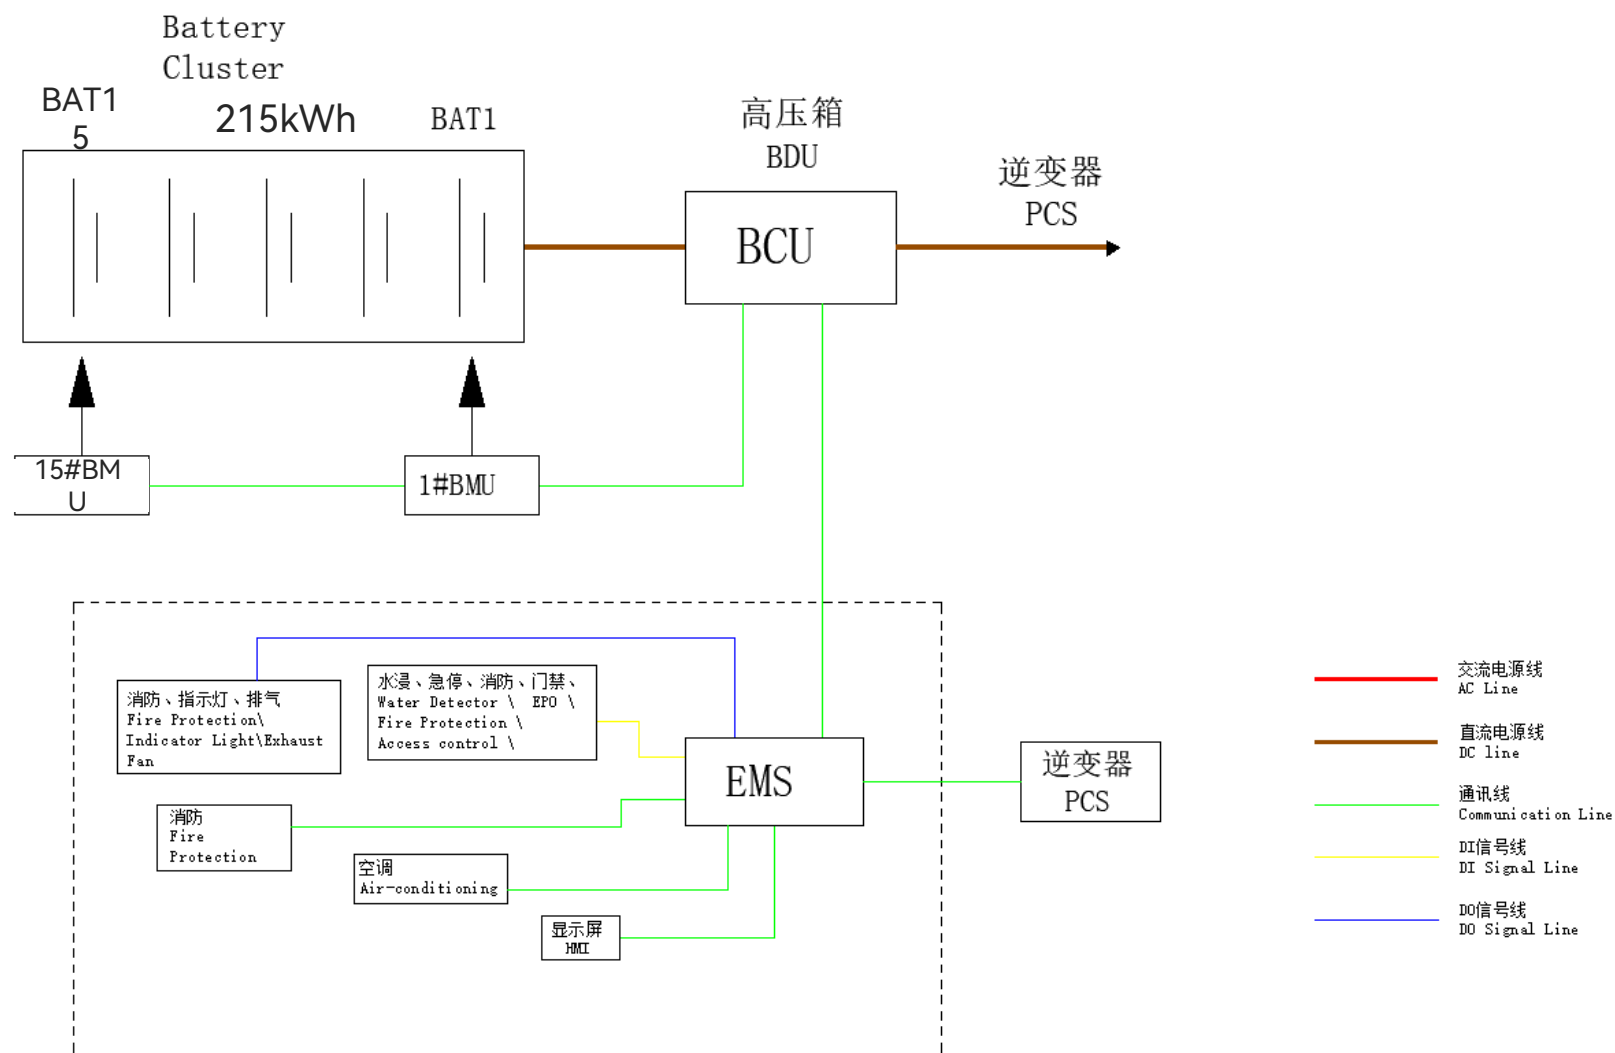 Battery
Cluster
BAT1
5
215kWh
BAT1
高压箱
BDU
BCU
逆变器
PCS
15#BM
U
1#BMU
消防、指示灯、排气
Fire Protection\
Indicator Light\Exhaust
Fan
水浸、急停、消防、门禁、
Water Detector \ EPO \
Fire Protection \
Access control \
EMS
逆变器
PCS
消防
Fire
Protection
空调
Air-conditioning
显示屏
HMI
交流电源线
AC Line
直流电源线
DC line
通讯线
Communication Line
DI信号线
DI Signal Line
DO信号线
DO Signal Line